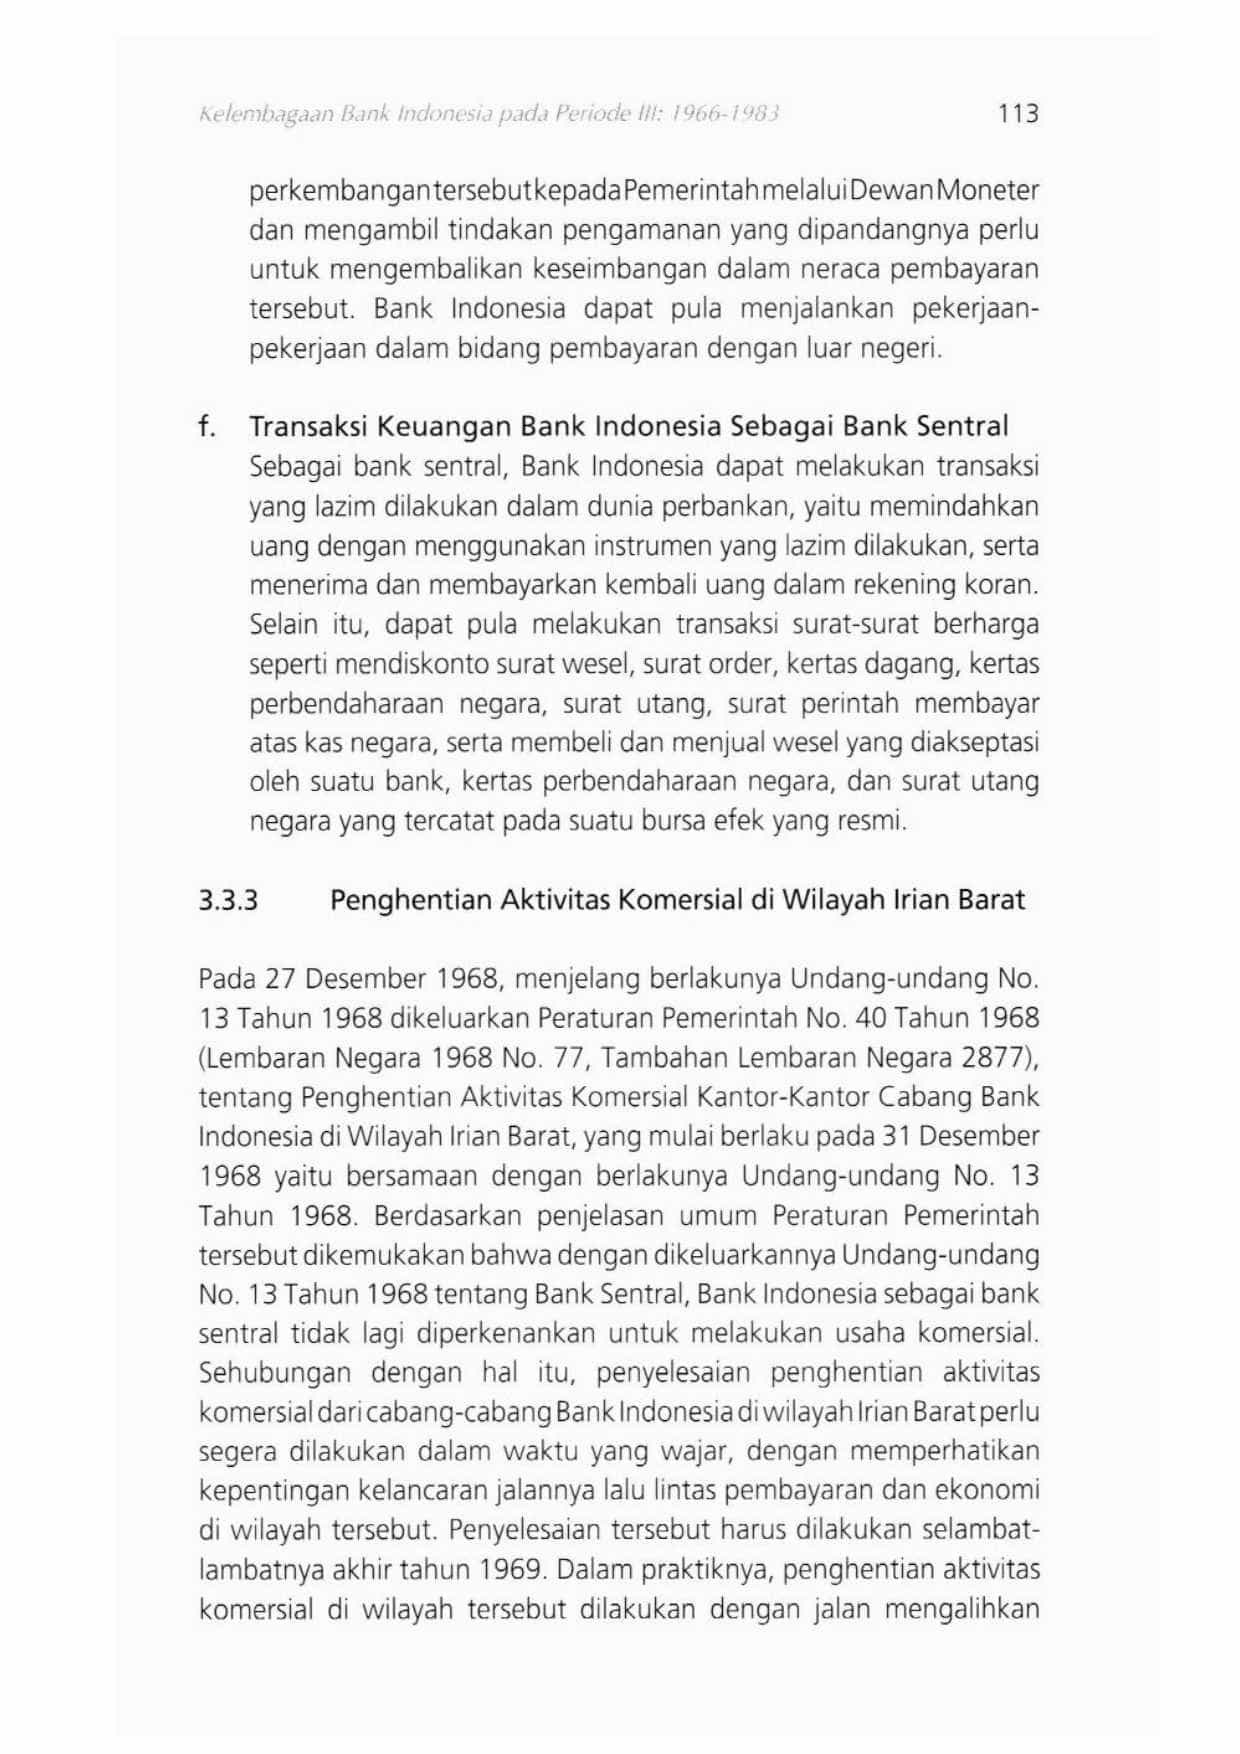 Kelembagaan Bank Indonesia pada Periode III: 1966-1983 113
perkembangan tersebut kepada Pemerintah melalui Dewan Moneter
dan mengambil tindakan pengamanan yang dipandangnya perlu
untuk mengembalikan keseimbangan dalam neraca pembayaran
tersebut. Bank Indonesia dapat pula menjalankan pekerjaan-
pekerjaan dalam bidang pembayaran dengan luar negeri.
f. Transaksi Keuangan Bank Indonesia Sebagai Bank Sentral
Sebagai bank sentral, Bank Indonesia dapat melakukan transaksi
yang lazim dilakukan dalam dunia perbankan, yaitu memindahkan
uang dengan menggunakan instrumen yang lazim dilakukan, serta
menerima dan membayarkan kembali uang dalam rekening koran.
Selain itu, dapat pula melakukan transaksi surat-surat berharga
seperti mendiskonto surat wesel, surat order, kertas dagang, kertas
perbendaharaan negara, surat utang, surat perintah membayar
atas kas negara, serta membeli dan menjual wesel yang diakseptasi
oleh suatu bank, kertas perbendaharaan negara, dan surat utang
negara yang tercatat pada suatu bursa efek yang resmi.
3.3.3 Penghentian Aktivitas Komersial di Wilayah Irian Barat
Pada 27 Desember 1968, menjelang berlakunya Undang-undang No.
13 Tahun 1968 dikeluarkan Peraturan Pemerintah No. 40 Tahun 1968
(Lembaran Negara 1968 No. 77, Tambahan Lembaran Negara 2877),
tentang Penghentian Aktivitas Komersial Kantor-Kantor Cabang Bank
Indonesia di Wilayah Irian Barat, yang mulai berlaku pada 31 Desember
1968 yaitu bersamaan dengan berlakunya Undang-undang No. 13
Tahun 1968. Berdasarkan penjelasan umum Peraturan Pemerintah
tersebut dikemukakan bahwa dengan dikeluarkannya Undang-undang
No. 13 Tahun 1968 tentang Bank Sentral, Bank Indonesia sebagai bank
sentral tidak lagi diperkenankan untuk melakukan usaha komersial.
Sehubungan dengan hal itu, penyelesaian penghentian aktivitas
komersial dari cabang-cabang Bank Indonesia di wilayah Irian Barat perlu
segera dilakukan dalam waktu yang wajar, dengan memperhatikan
kepentingan kelancaran jalannya lalu lintas pembayaran dan ekonomi
di wilayah tersebut. Penyelesaian tersebut harus dilakukan selambat-
lambatnya akhir tahun 1969. Dalam praktiknya, penghentian aktivitas
komersial di wilayah tersebut dilakukan dengan jalan mengalihkan